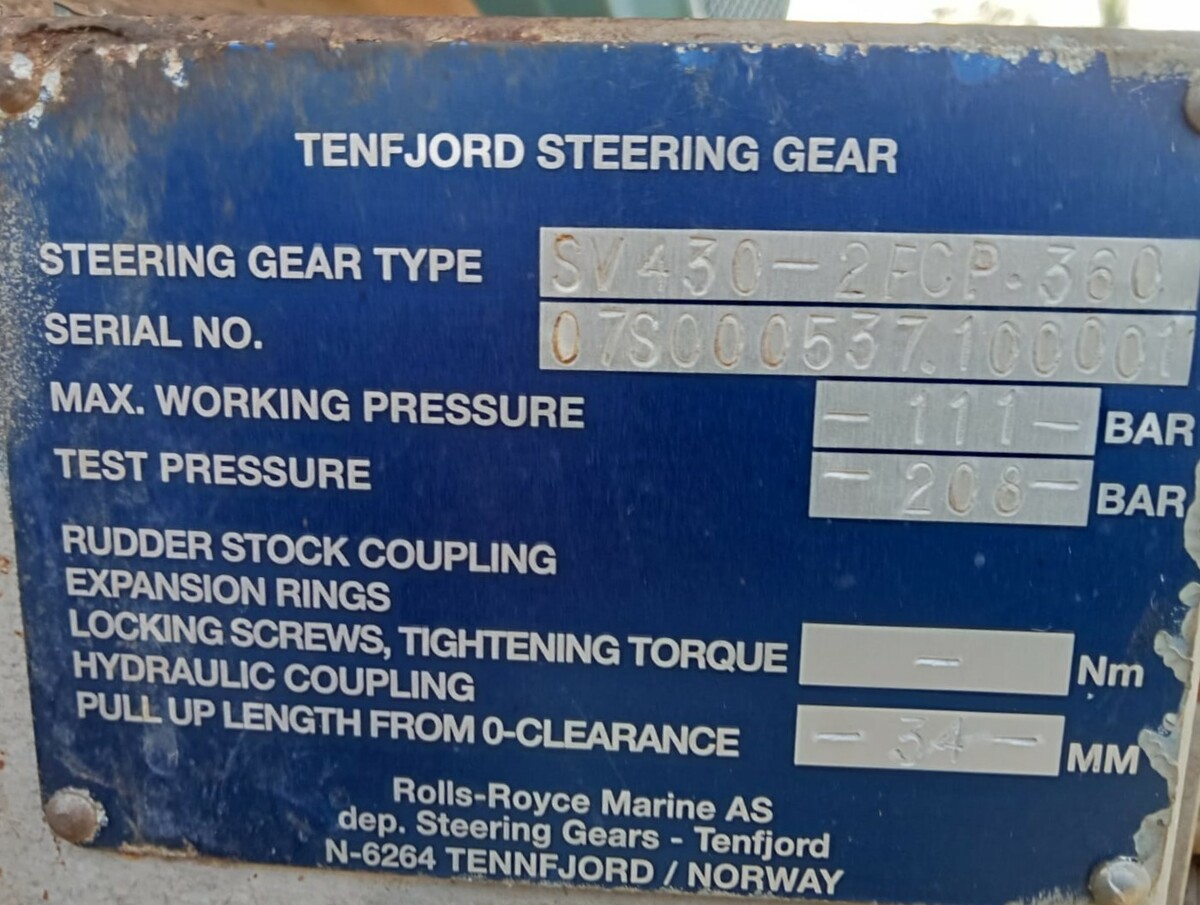 TENFJORD STEERING GEAR
STEERING GEAR TYPE SV430-2FCP.360
SERIAL NO. 07S000537.100001
MAX. WORKING PRESSURE -111- BAR
TEST PRESSURE -208- BAR
RUDDER STOCK COUPLING
EXPANSION RINGS
LOCKING SCREWS, TIGHTENING TORQUE - Nm
HYDRAULIC COUPLING
PULL UP LENGTH FROM 0-CLEARANCE -34- MM
Rolls-Royce Marine AS
dep. Steering Gears - Tenfjord
N-6264 TENNFJORD / NORWAY